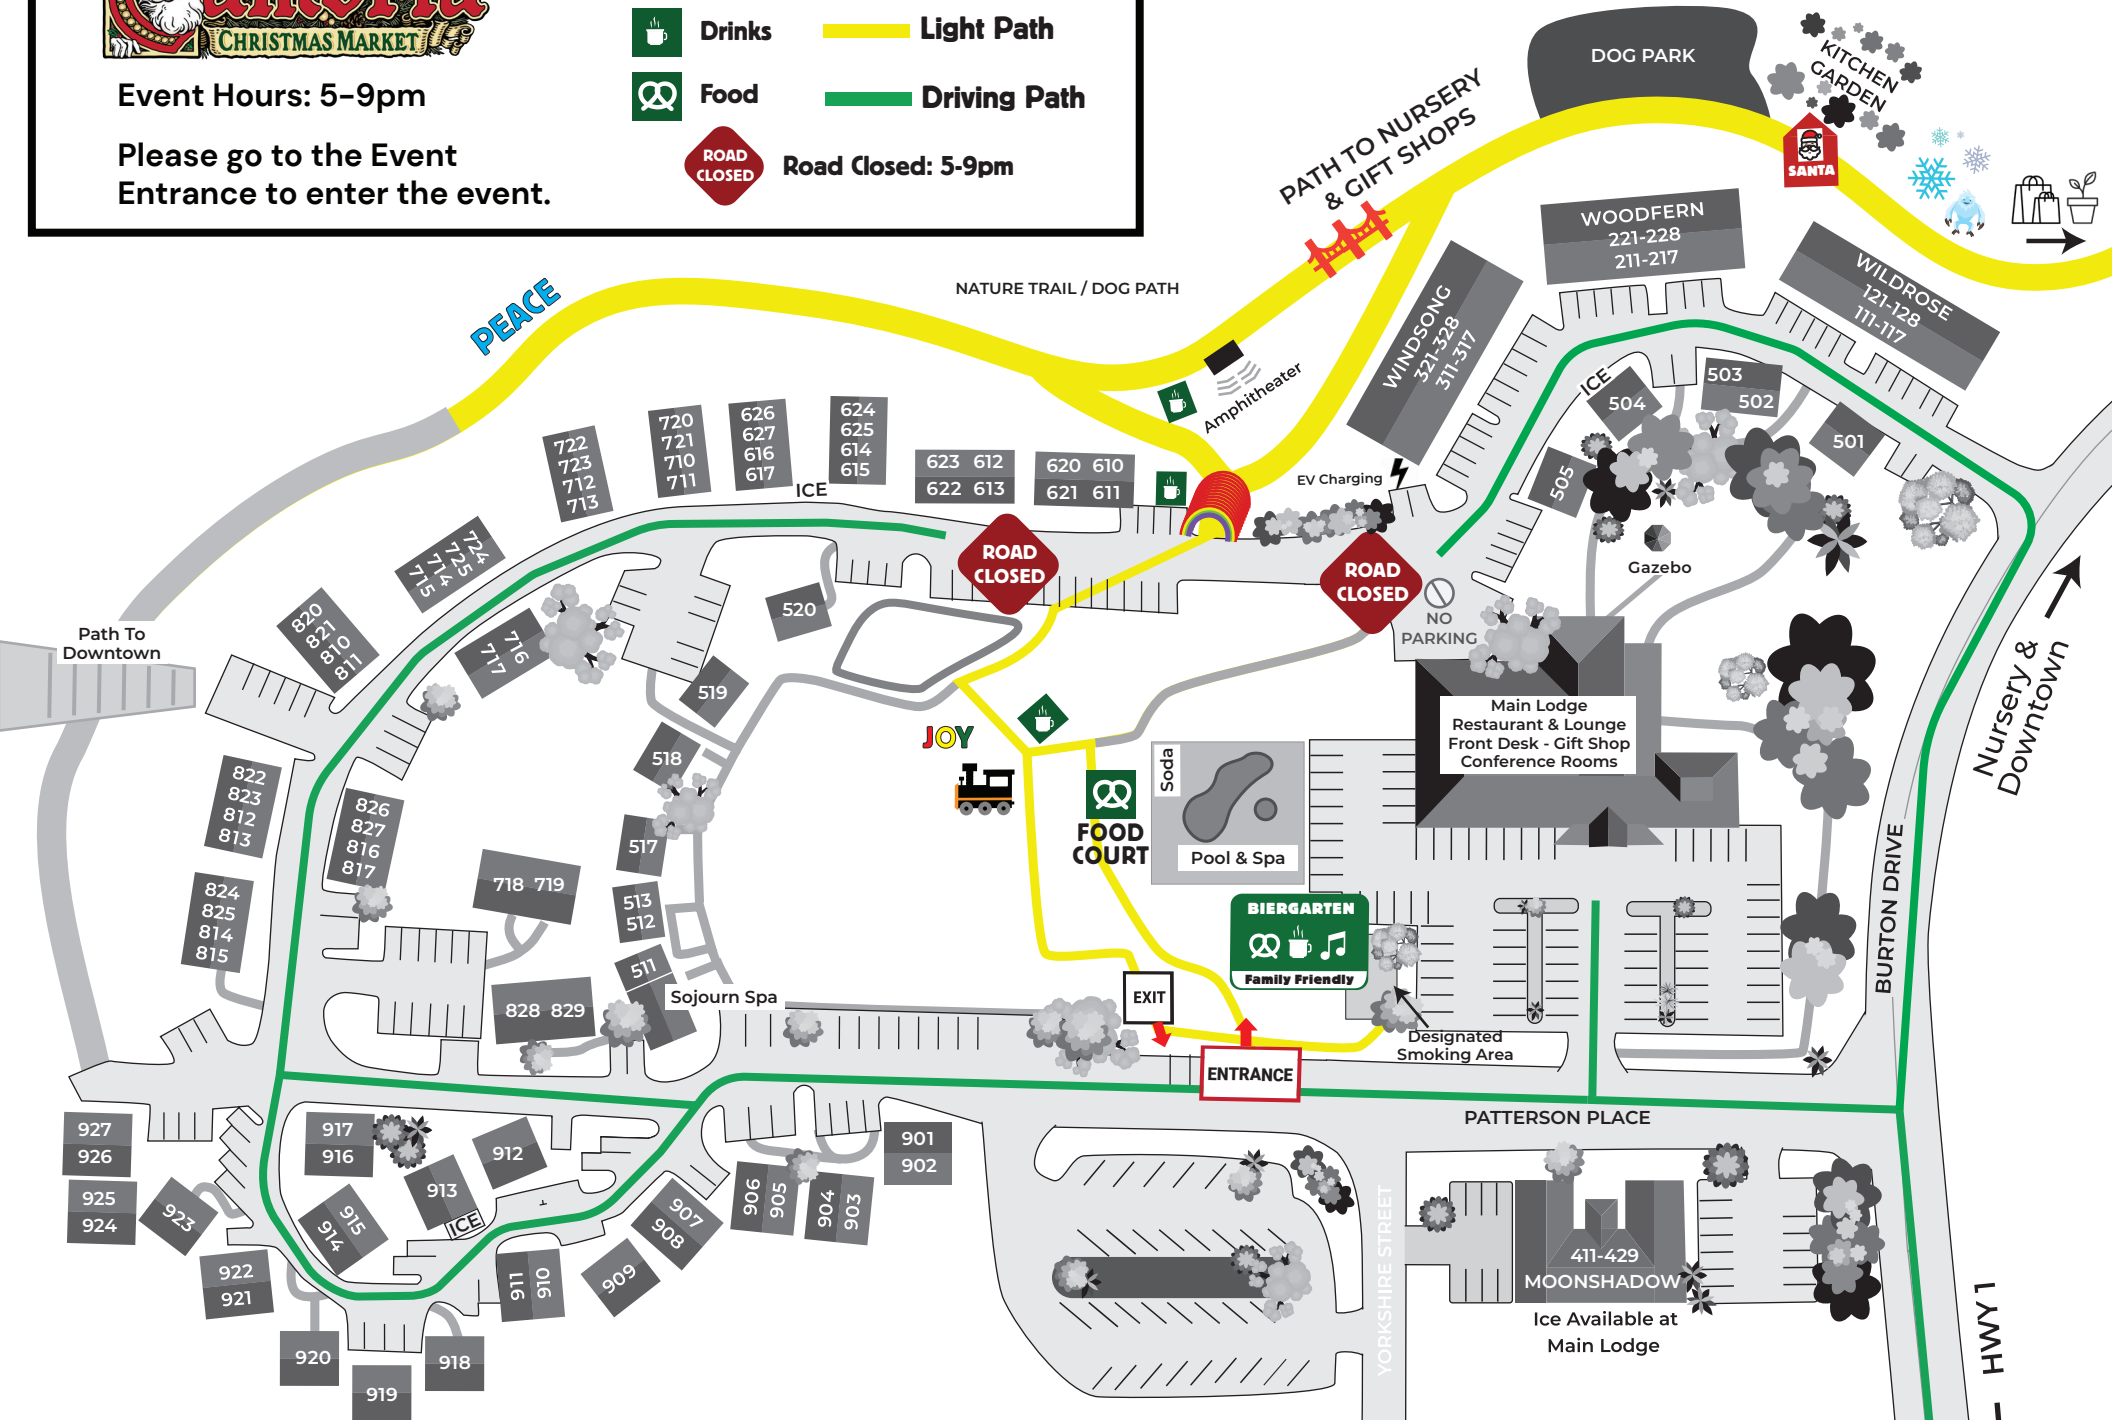 CHRISTMAS MARKET
Event Hours: 5-9pm
Please go to the Event
Entrance to enter the event.
Drinks
Food
ROAD
CLOSED
Light Path
Driving Path
Road Closed: 5-9pm
DOG PARK
KITCHEN
GARDEN
SANTA
PATH TO NURSERY
& GIFT SHOPS
WOODFERN
221-228
211-217
WILDROSE
121-128
111-117
WINDSONG
321-328
311-317
PEACE
NATURE TRAIL / DOG PATH
Amphitheater
EV Charging
ICE
504
503
502
501
505
Gazebo
722
723
712
713
720
721
710
711
626
627
616
617
624
625
614
615
623 612
622 613
620 610
621 611
ICE
ROAD
CLOSED
ROAD
CLOSED
NO
PARKING
724
725
714
715
820
821
810
811
716
717
520
519
518
517
513
512
511
Path To
Downtown
822
823
812
813
826
827
816
817
824
825
814
815
718 719
828 829
Sojourn Spa
JOY
FOOD
COURT
Soda
Pool & Spa
Main Lodge
Restaurant & Lounge
Front Desk - Gift Shop
Conference Rooms
BIERGARTEN
Family Friendly
EXIT
ENTRANCE
Designated
Smoking Area
Nursery &
Downtown
BURTON DRIVE
PATTERSON PLACE
YORKSHIRE STREET
HWY 1
927
926
925
924
923
922
921
920
919
918
917
916
915
914
913
912
ICE
911
910
909
908
907
906
905
904
903
901
902
411-429
MOONSHADOW
Ice Available at
Main Lodge